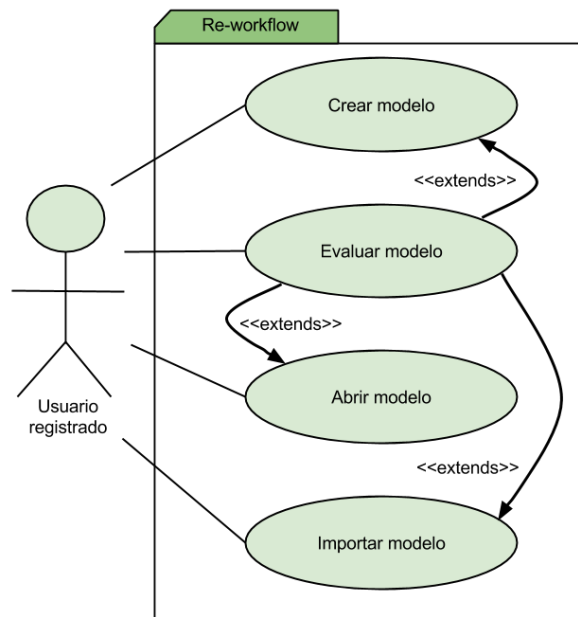 Re-workflow
Crear modelo
<<extends>>
Evaluar modelo
<<extends>>
Abrir modelo
Usuario
registrado
<<extends>>
Importar modelo